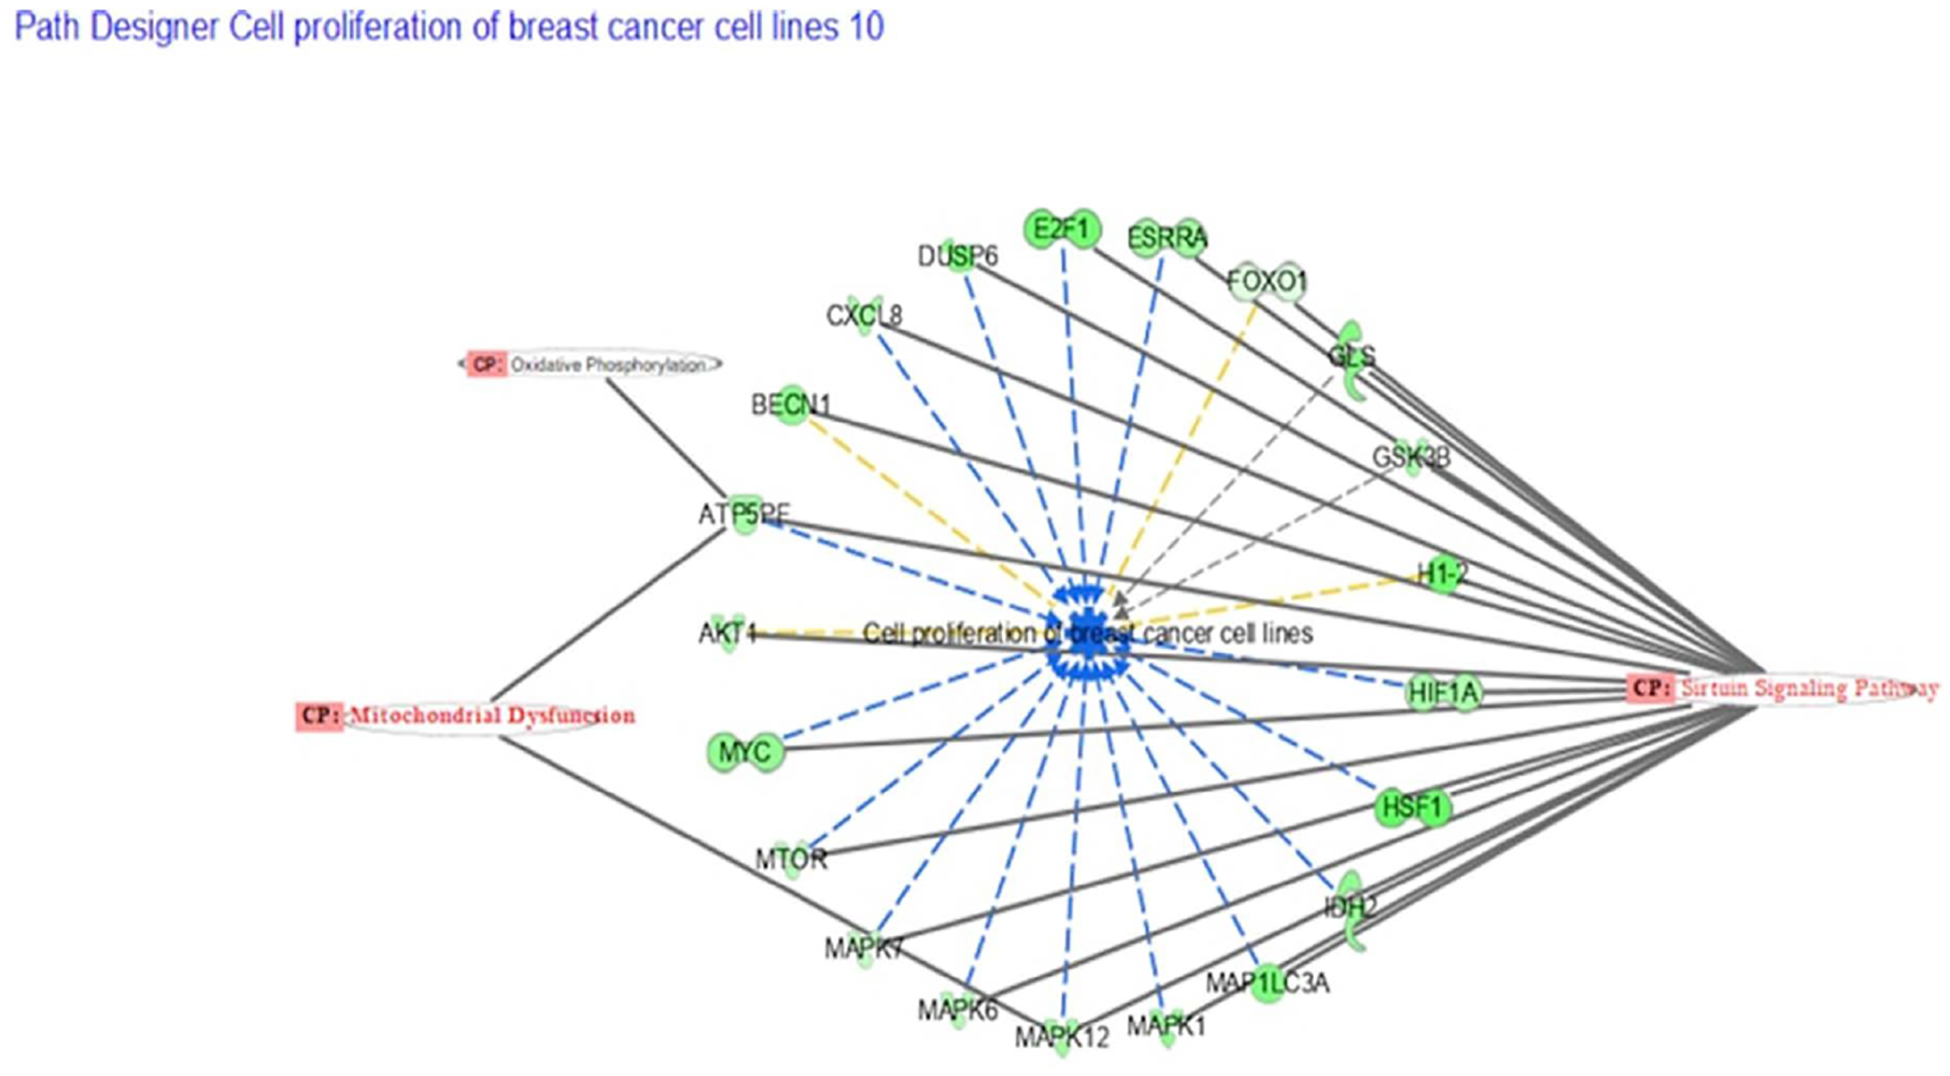 Path Designer Cell proliferation of breast cancer cell lines 10
E2F1
ESRRA
DUSP6
FOXO1
CXCL8
GLS
CP: Oxidative Phosphorylation
BECN1
GSK3B
ATP5PF
H1-2
AKT1
Cell proliferation of breast cancer cell lines
HIF1A
CP: Sirtuin Signaling Pathway
CP: Mitochondrial Dysfunction
MYC
HSF1
MTOR
IDH2
MAPK7
MAP1LC3A
MAPK6
MAPK12
MAPK1